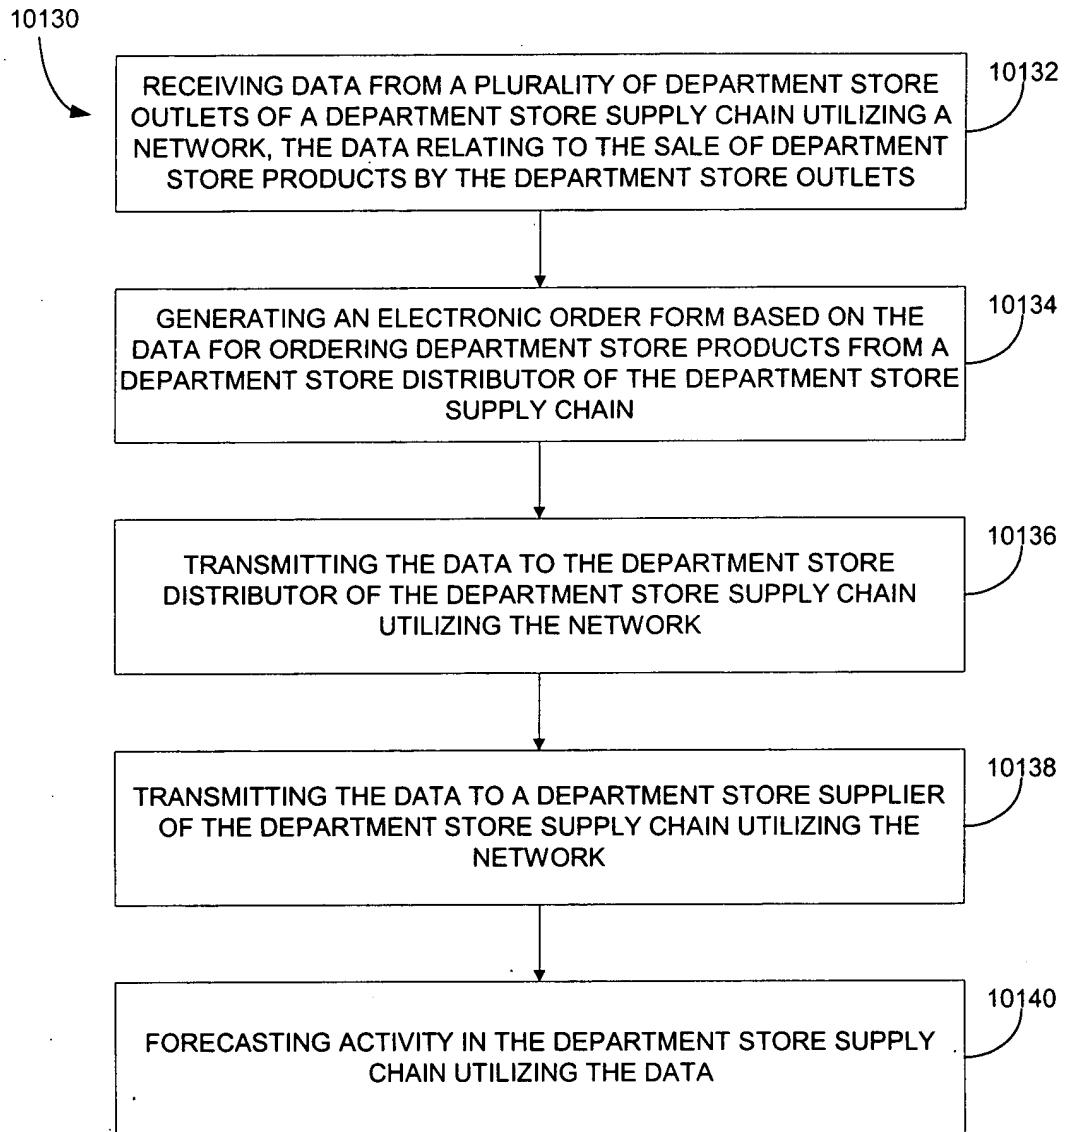 10130
RECEIVING DATA FROM A PLURALITY OF DEPARTMENT STORE
OUTLETS OF A DEPARTMENT STORE SUPPLY CHAIN UTILIZING A
NETWORK, THE DATA RELATING TO THE SALE OF DEPARTMENT
STORE PRODUCTS BY THE DEPARTMENT STORE OUTLETS
10132
GENERATING AN ELECTRONIC ORDER FORM BASED ON THE
DATA FOR ORDERING DEPARTMENT STORE PRODUCTS FROM A
DEPARTMENT STORE DISTRIBUTOR OF THE DEPARTMENT STORE
SUPPLY CHAIN
10134
TRANSMITTING THE DATA TO THE DEPARTMENT STORE
DISTRIBUTOR OF THE DEPARTMENT STORE SUPPLY CHAIN
UTILIZING THE NETWORK
10136
TRANSMITTING THE DATA TO A DEPARTMENT STORE SUPPLIER
OF THE DEPARTMENT STORE SUPPLY CHAIN UTILIZING THE
NETWORK
10138
FORECASTING ACTIVITY IN THE DEPARTMENT STORE SUPPLY
CHAIN UTILIZING THE DATA
10140